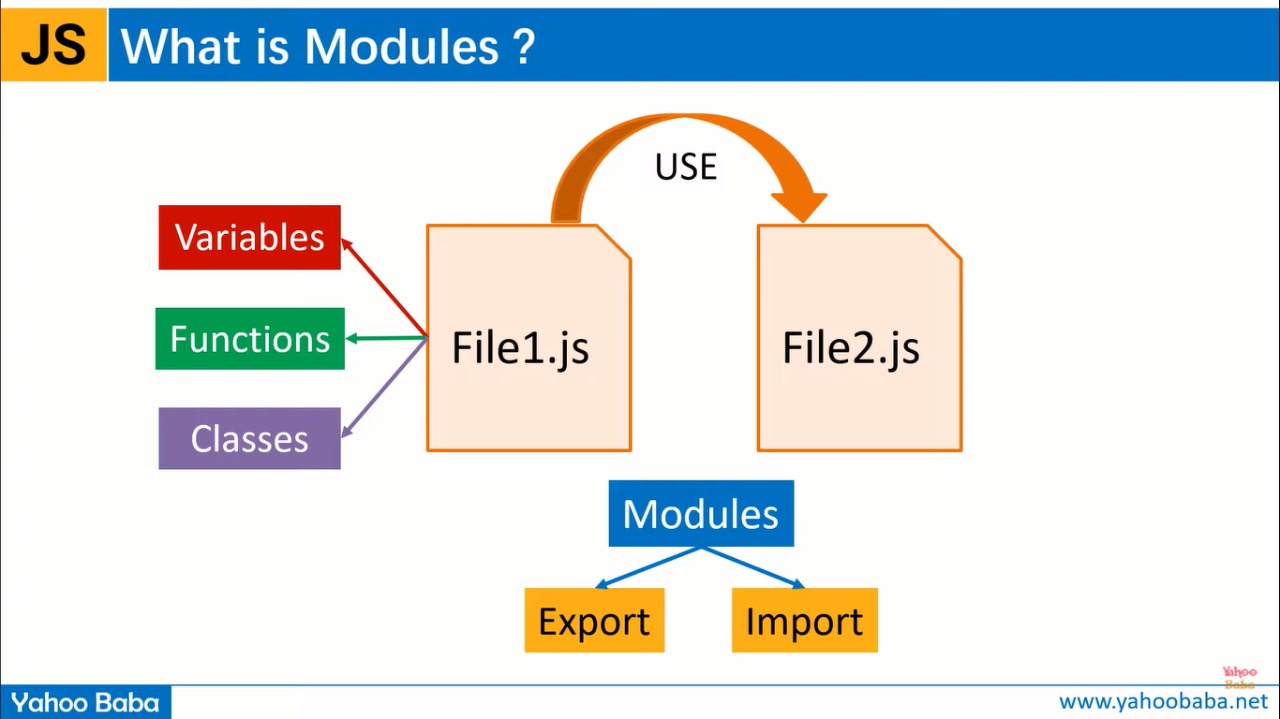 JS What is Modules ?
USE
Variables
Functions
Classes
File1.js
File2.js
Modules
Export
Import
Yahoo
Baba
Yahoo Baba
www.yahoobaba.net